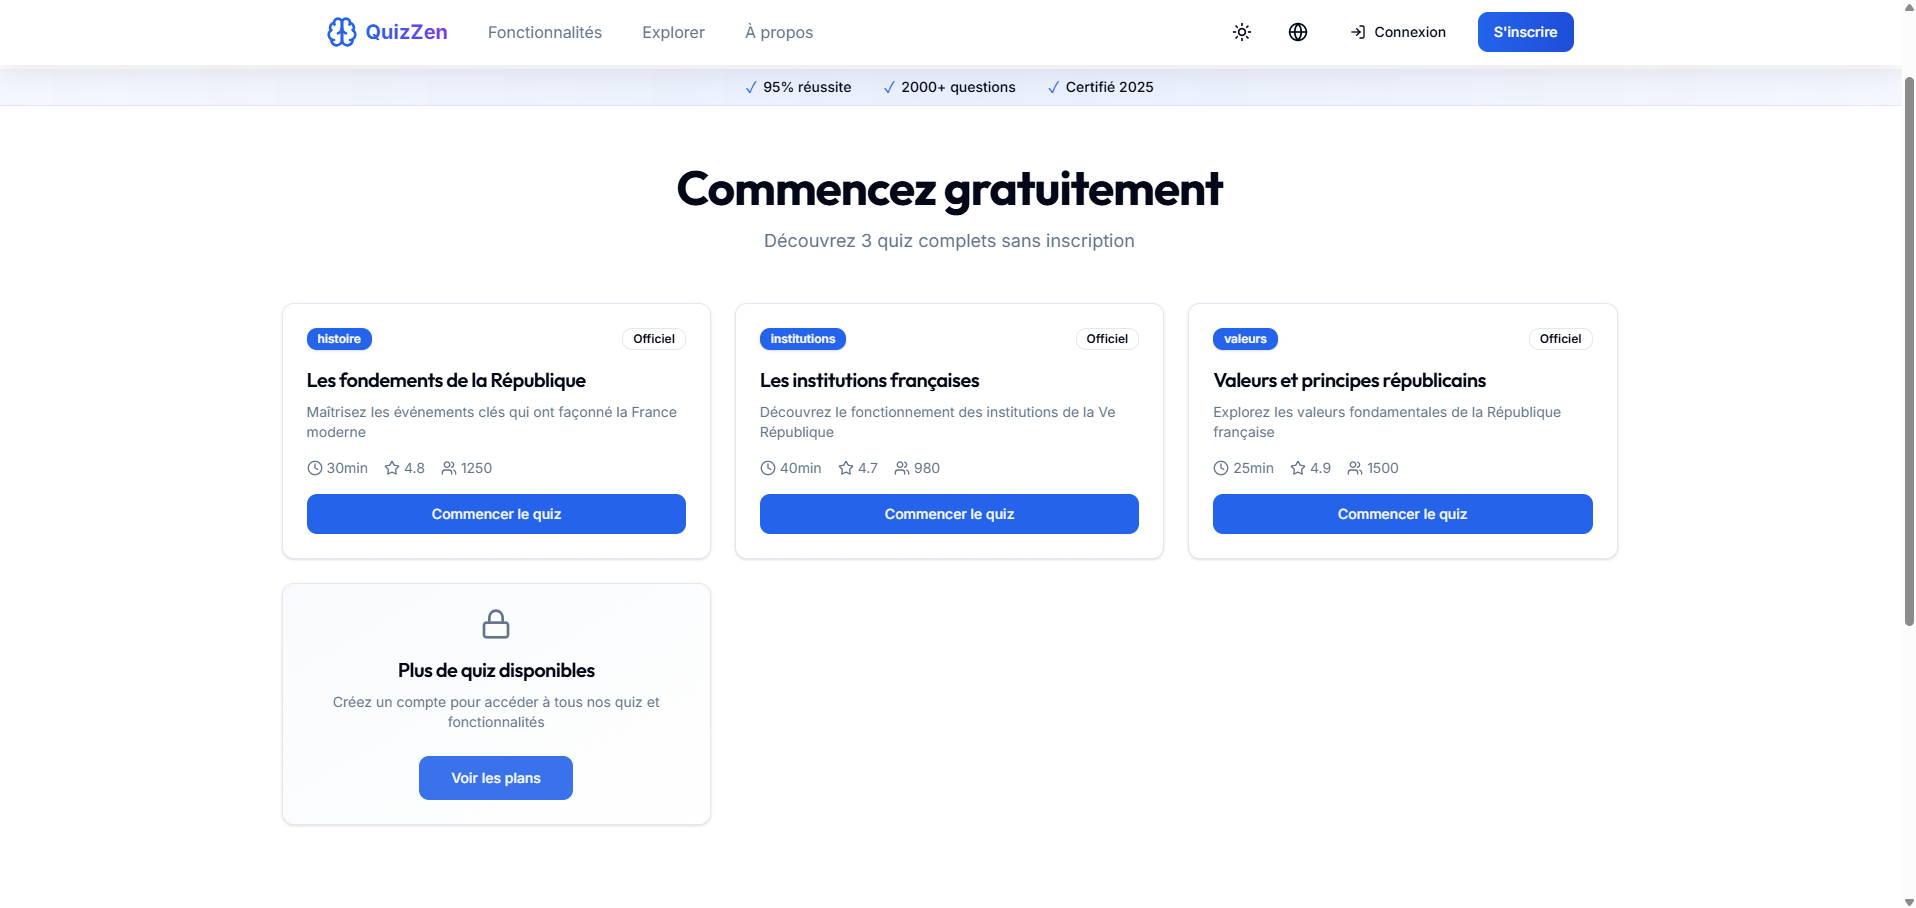 QuizZen
Fonctionnalités
Explorer
À propos
Connexion
S'inscrire
✓ 95% réussite
✓ 2000+ questions
✓ Certifié 2025
Commencez gratuitement
Découvrez 3 quiz complets sans inscription
histoire
Officiel
Les fondements de la République
Maîtrisez les événements clés qui ont façonné la France
moderne
30min
4.8
1250
Commencer le quiz
institutions
Officiel
Les institutions françaises
Découvrez le fonctionnement des institutions de la Ve
République
40min
4.7
980
Commencer le quiz
valeurs
Officiel
Valeurs et principes républicains
Explorez les valeurs fondamentales de la République
française
25min
4.9
1500
Commencer le quiz
Plus de quiz disponibles
Créez un compte pour accéder à tous nos quiz et
fonctionnalités
Voir les plans